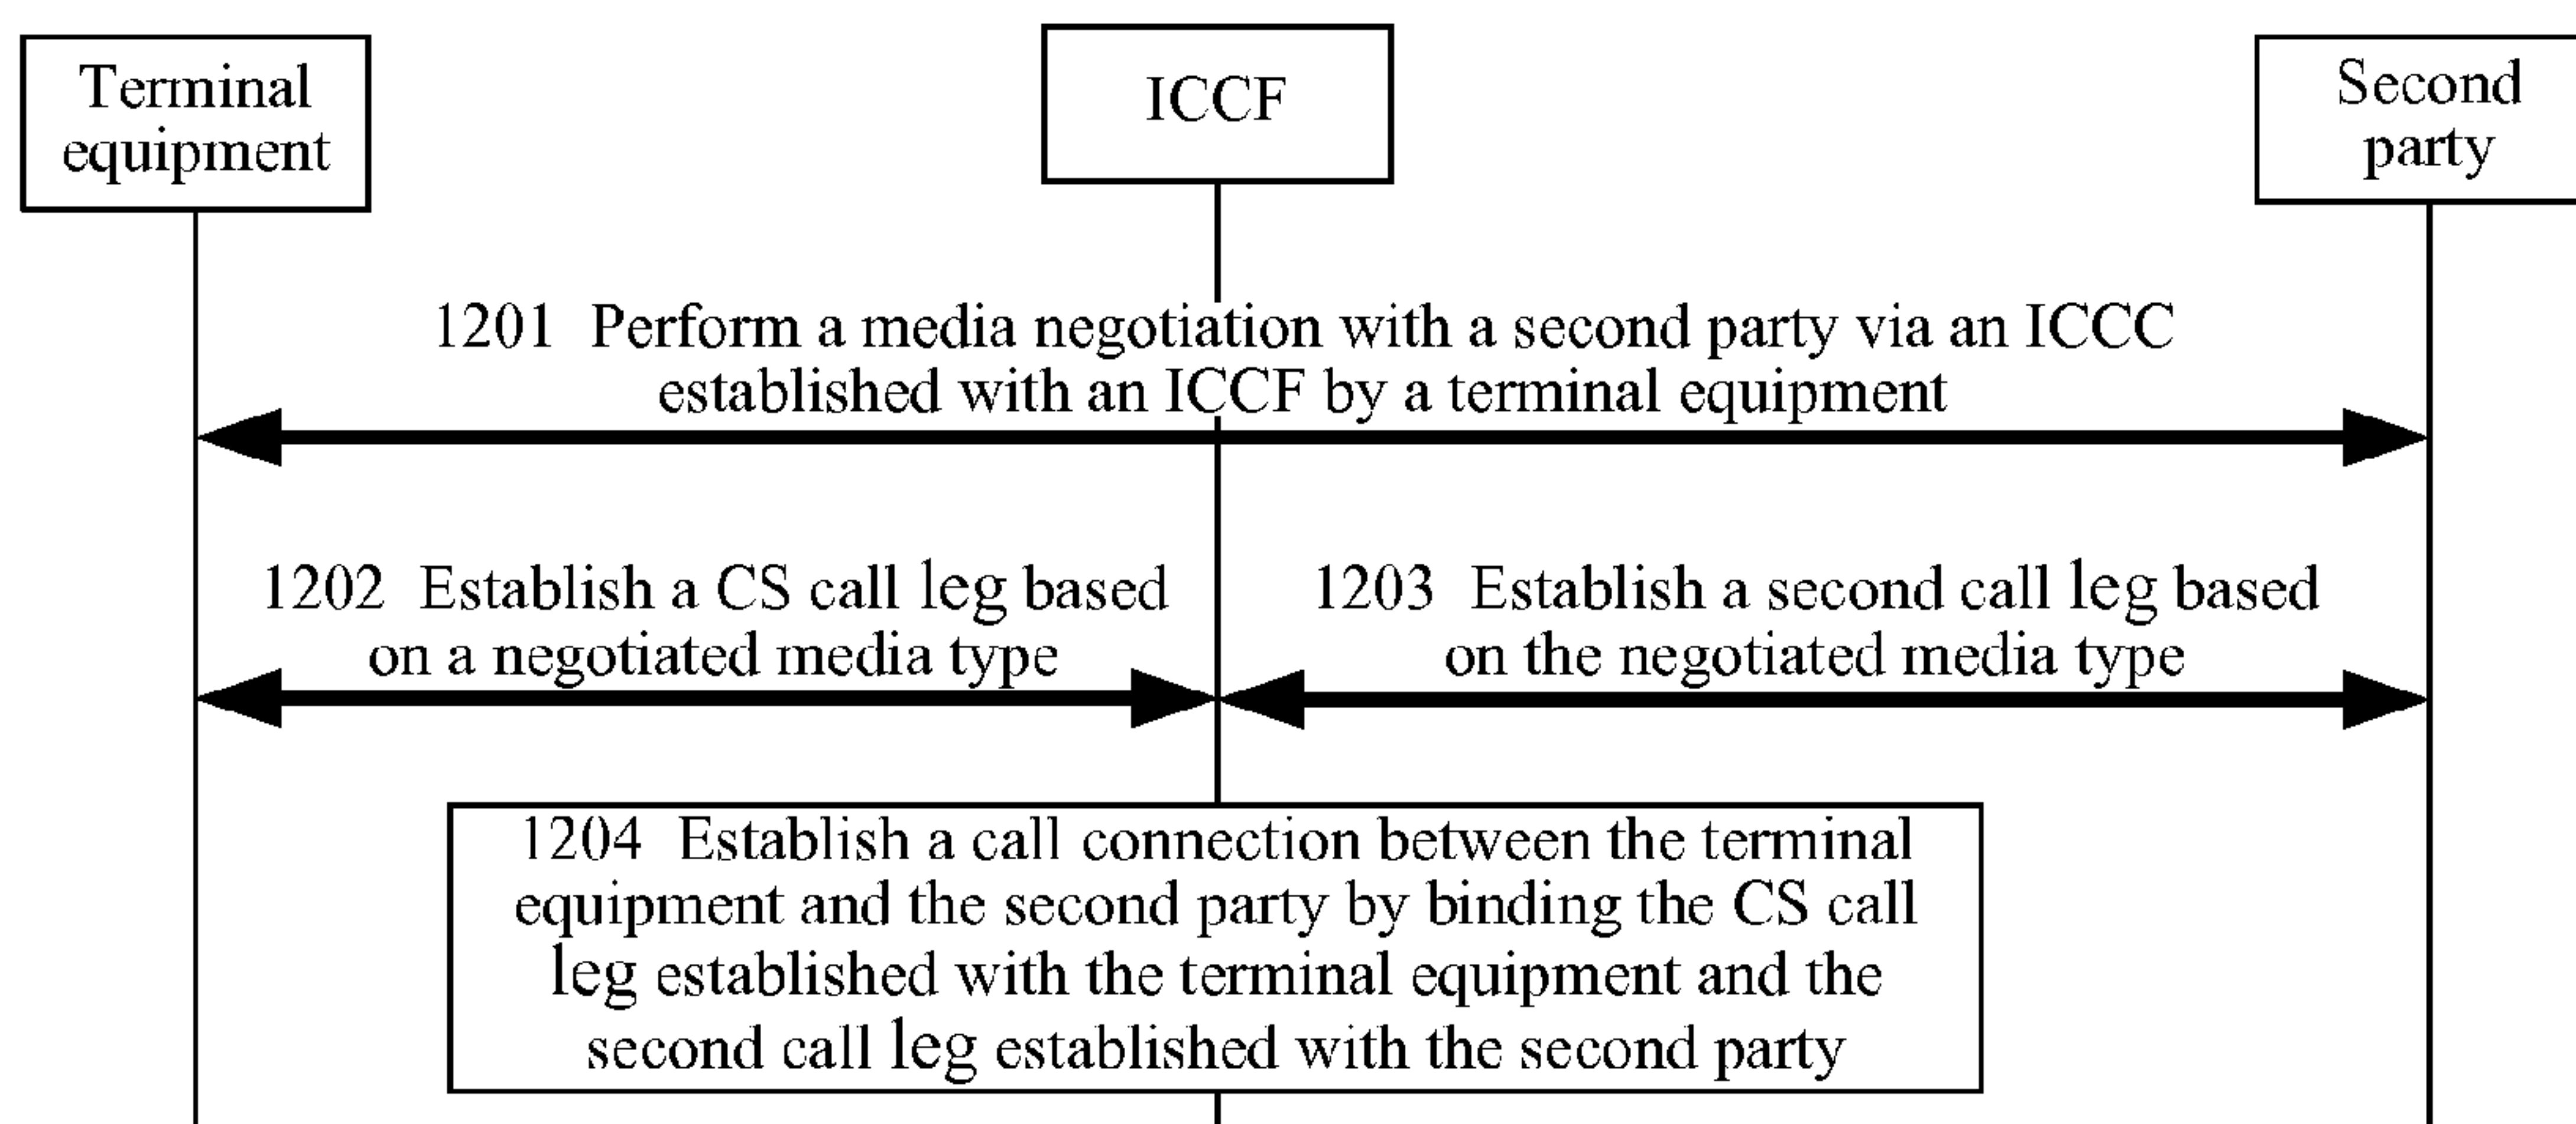 Terminal
equipment
ICCF
Second
party
1201 Perform a media negotiation with a second party via an ICCC
established with an ICCF by a terminal equipment
1202 Establish a CS call leg based
on a negotiated media type
1203 Establish a second call leg based
on the negotiated media type
1204 Establish a call connection between the terminal
equipment and the second party by binding the CS call
leg established with the terminal equipment and the
second call leg established with the second party